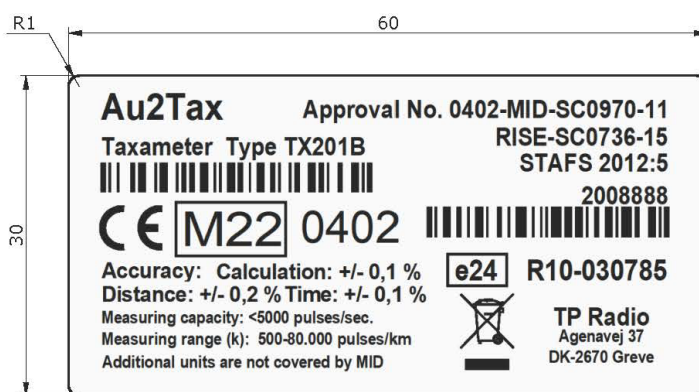 R1
60
30
Au2Tax
Approval No. 0402-MID-SC0970-11
Taxameter Type TX201B
RISE-SC0736-15
STAFS 2012:5
2008888
CE M22 0402
Accuracy: Calculation: +/- 0,1 %
Distance: +/- 0,2 % Time: +/- 0,1 %
Measuring capacity: <5000 pulses/sec.
Measuring range (k): 500-80.000 pulses/km
Additional units are not covered by MID
e24 R10-030785
TP Radio
Agenavej 37
DK-2670 Greve